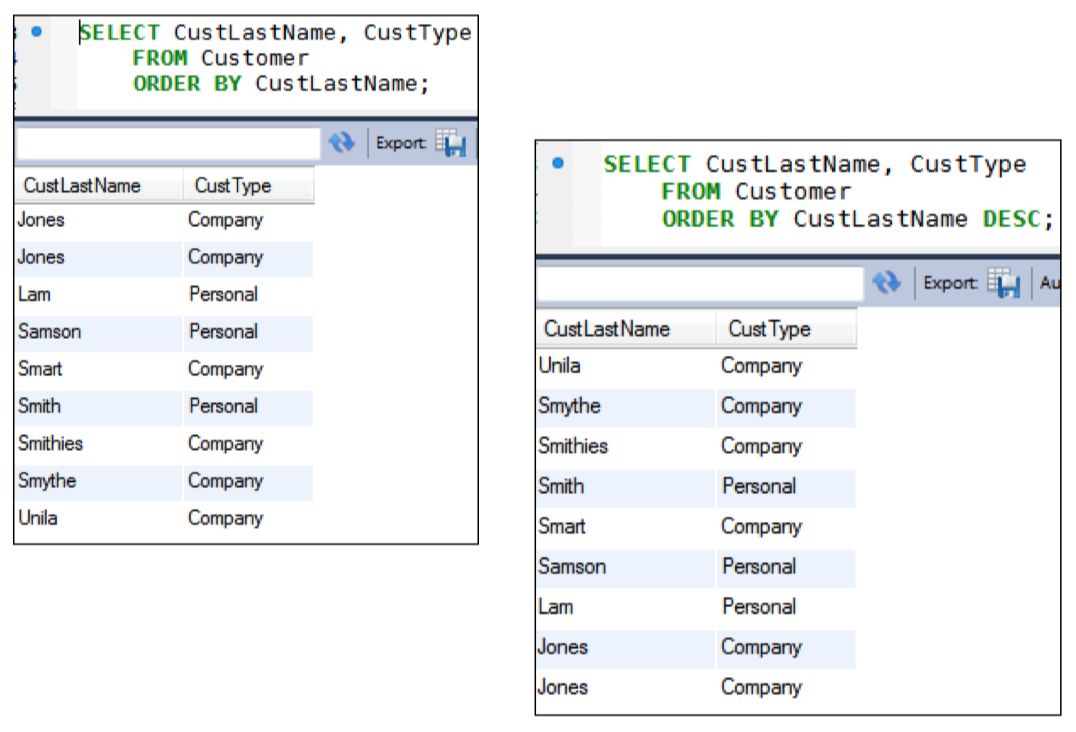 SELECT CustLastName, CustType
FROM Customer
ORDER BY CustLastName;
Export:
CustLastName CustType
Jones Company
Jones Company
Lam Personal
Samson Personal
Smart Company
Smith Personal
Smithies Company
Smythe Company
Unila Company
SELECT CustLastName, CustType
FROM Customer
ORDER BY CustLastName DESC;
Export: Au
CustLastName CustType
Unila Company
Smythe Company
Smithies Company
Smith Personal
Smart Company
Samson Personal
Lam Personal
Jones Company
Jones Company